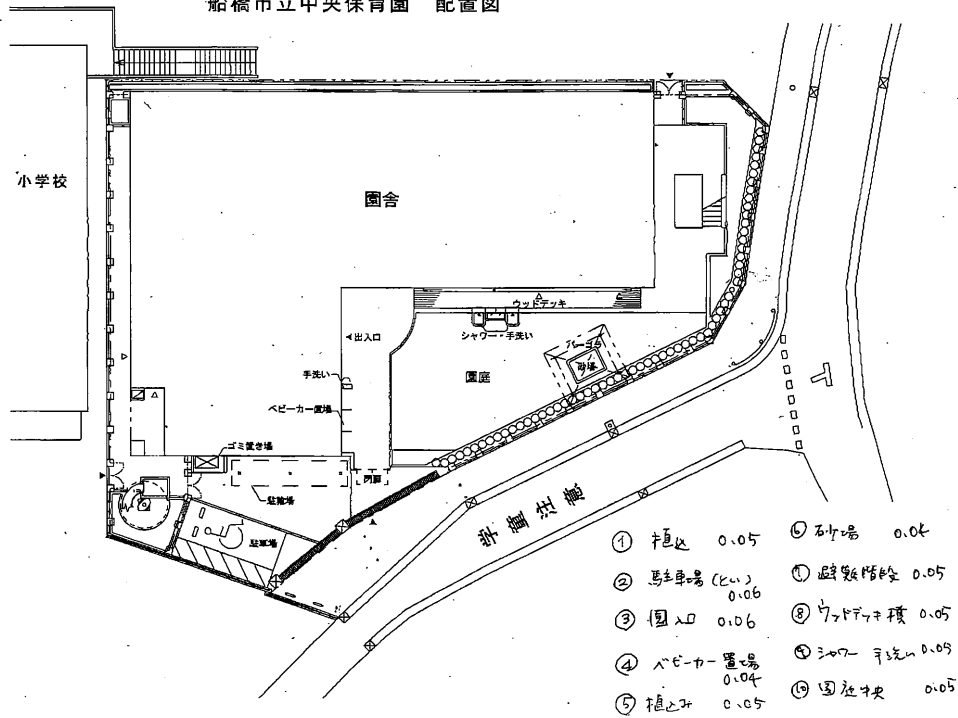 船橋市立中央保育園 配置図
小学校
園舎
ウッドデッキ
シャワー・手洗い
出入口
パーゴラ
砂場
手洗い
園庭
ベビーカー置場
ゴミ置き場
門扉
駐輪場
駐車場
学童注意
① 植込 0.05
② 駐車場(とい)
0.06
③ 園入口 0.06
④ ベビーカー置場
0.04
⑤ 植込み 0.05
⑥ 砂場 0.04
⑦ 避難階段 0.05
⑧ ウッドデッキ横 0.05
⑨ シャワー 手洗い 0.05
⑩ 園庭中央 0.05